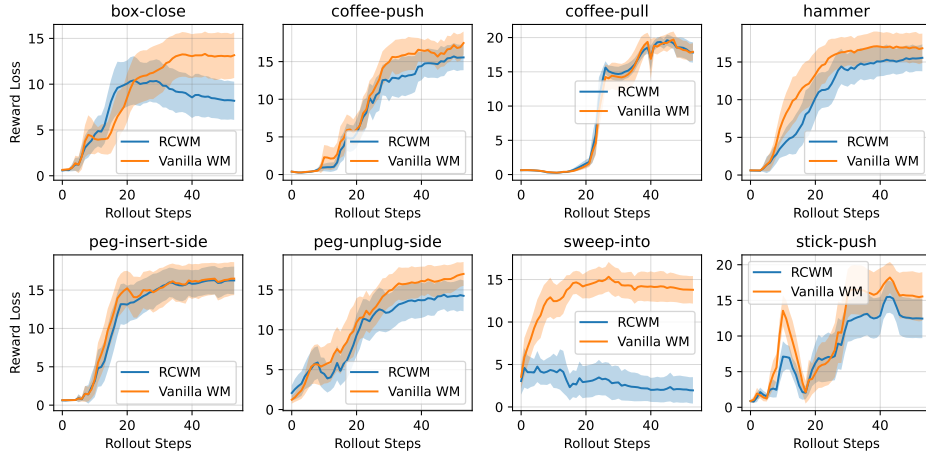 box-close coffee-push coffee-pull hammer
Reward Loss
15
10
5
0
RCWM
Vanilla WM
0 20 40
Rollout Steps
15
10
5
0
RCWM
Vanilla WM
0 20 40
Rollout Steps
20
15
10
5
0
RCWM
Vanilla WM
0 20 40
Rollout Steps
15
10
5
0
RCWM
Vanilla WM
0 20 40
Rollout Steps
peg-insert-side peg-unplug-side sweep-into stick-push
Reward Loss
15
10
5
0
RCWM
Vanilla WM
0 20 40
Rollout Steps
15
10
5
0
RCWM
Vanilla WM
0 20 40
Rollout Steps
15
10
5
0
RCWM
Vanilla WM
0 20 40
Rollout Steps
20
15
10
5
0
RCWM
Vanilla WM
0 20 40
Rollout Steps